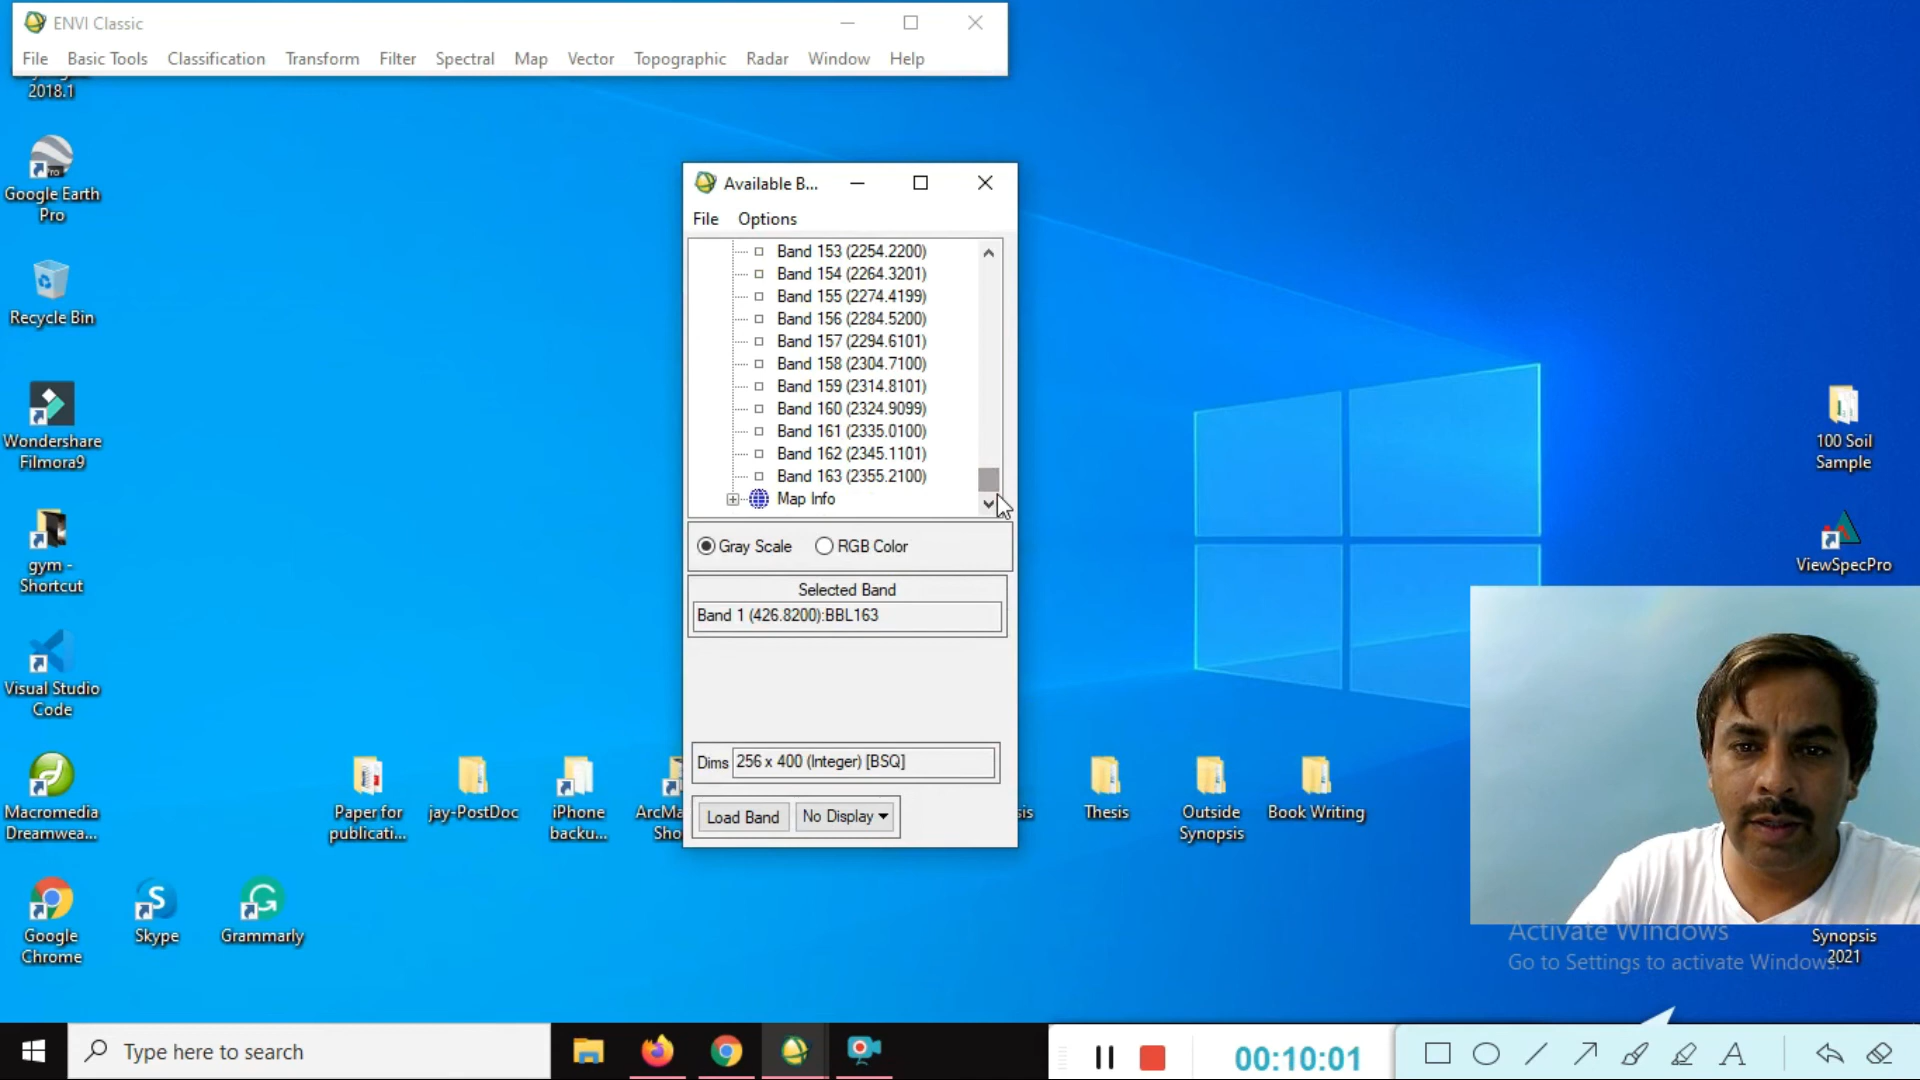 ENVI Classic
File Basic Tools Classification Transform Filter Spectral Map Vector Topographic Radar Window Help
2018.1
Google Earth
Pro
Recycle Bin
Wondershare
Filmora9
gym -
Shortcut
Visual Studio
Code
Macromedia
Dreamwea...
Google
Chrome
Skype
Grammarly
Paper for
publicati...
jay-PostDoc
iPhone
backu...
ArcMa
Sho
Available B...
File Options
Band 153 (2254.2200)
Band 154 (2264.3201)
Band 155 (2274.4199)
Band 156 (2284.5200)
Band 157 (2294.6101)
Band 158 (2304.7100)
Band 159 (2314.8101)
Band 160 (2324.9099)
Band 161 (2335.0100)
Band 162 (2345.1101)
Band 163 (2355.2100)
Map Info
Gray Scale RGB Color
Selected Band
Band 1 (426.8200):BBL163
Dims 256 x 400 (Integer) [BSQ]
Load Band No Display
sis
Thesis
Outside
Synopsis
Book Writing
100 Soil
Sample
ViewSpecPro
Synopsis
2021
Activate Windows
Go to Settings to activate Windows.
Type here to search
00:10:01